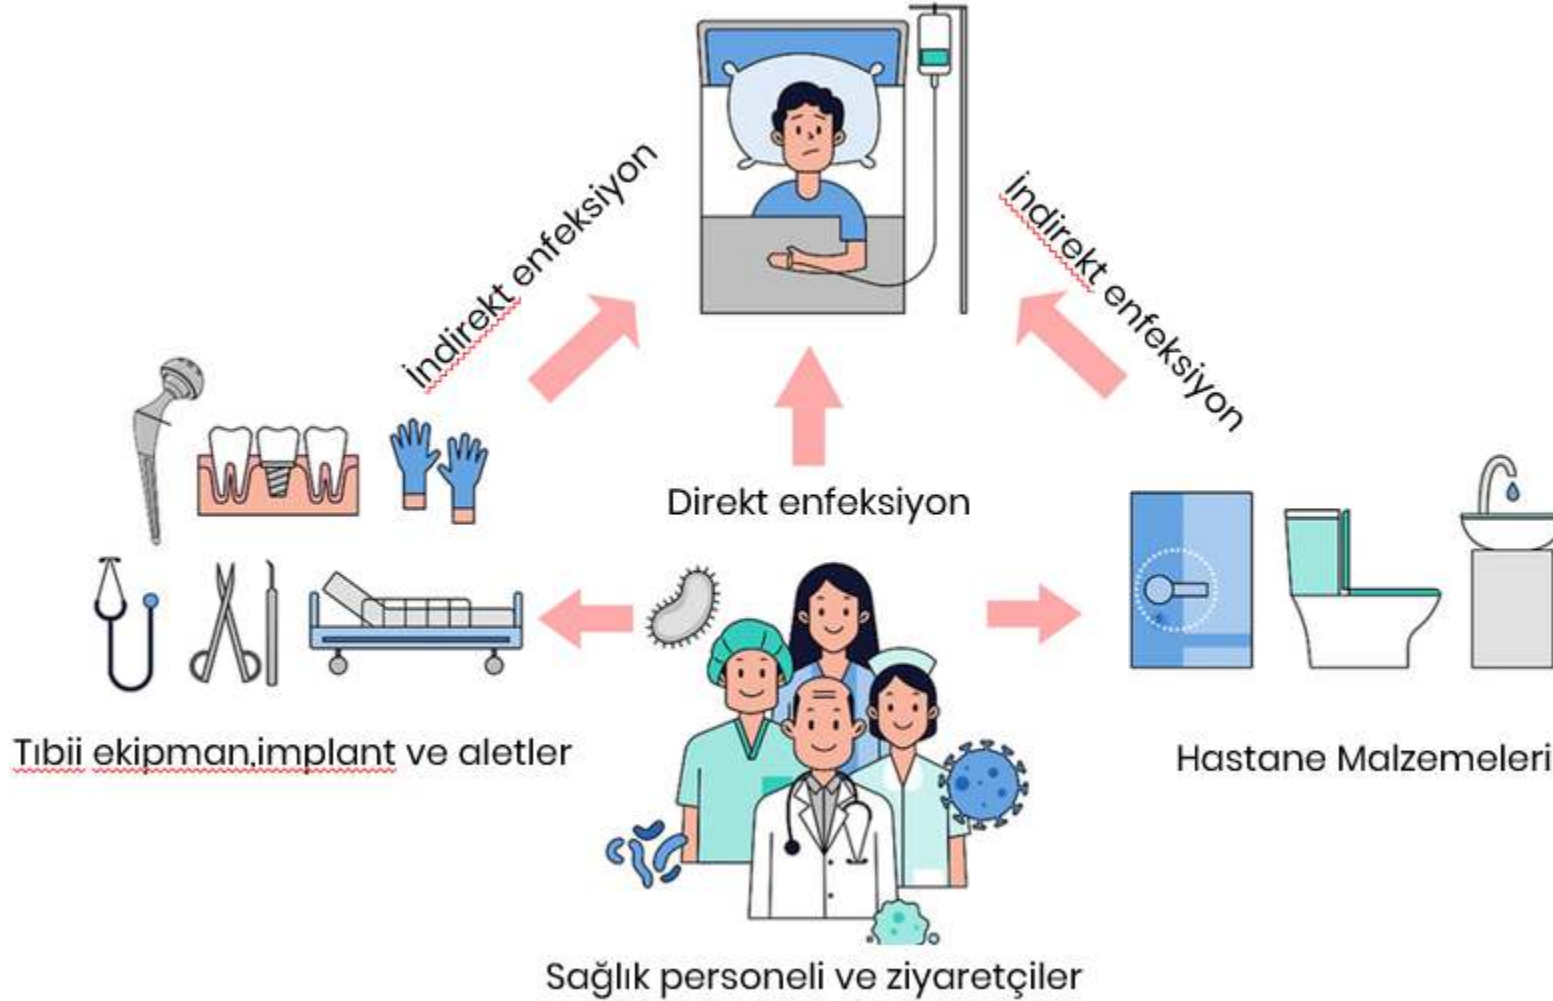 İndirekt enfeksiyon
İndirekt enfeksiyon
Direkt enfeksiyon
Tıbii ekipman,implant ve aletler
Hastane Malzemeleri
Sağlık personeli ve ziyaretçiler